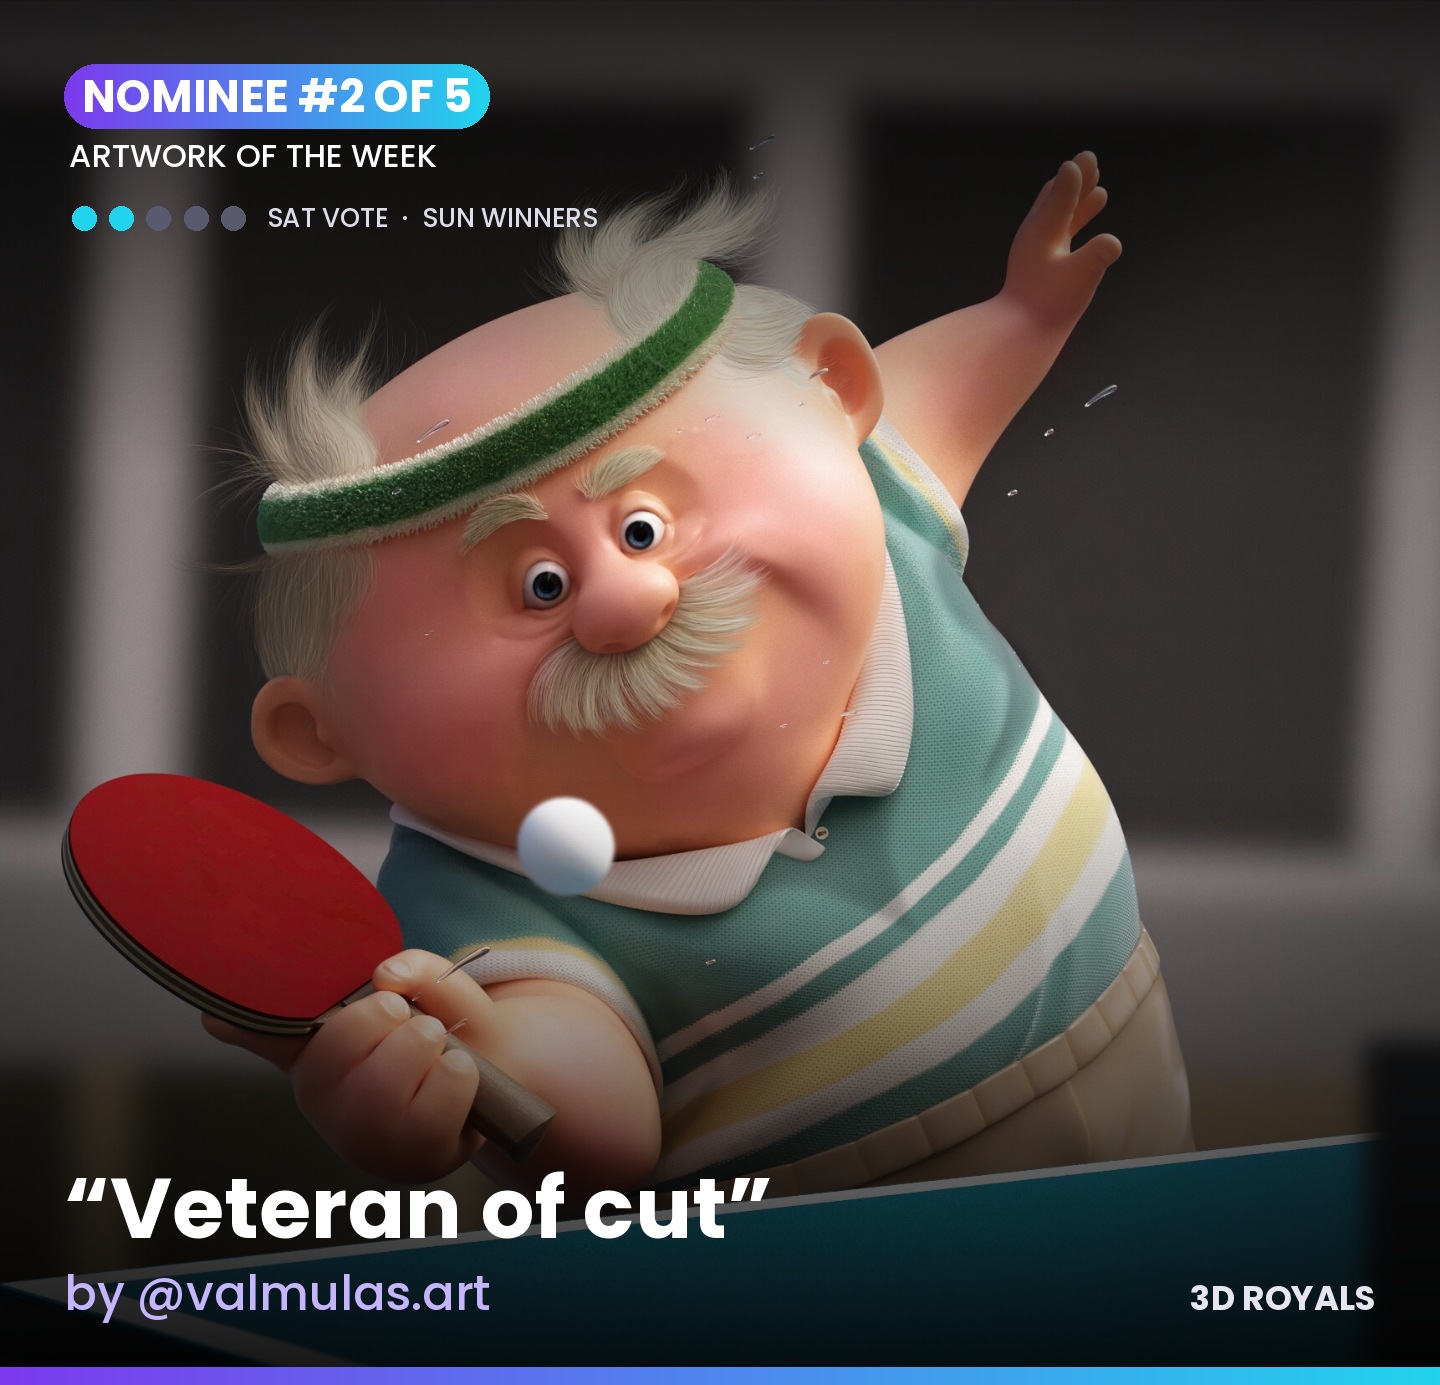 NOMINEE #2 OF 5
ARTWORK OF THE WEEK
SAT VOTE · SUN WINNERS
“Veteran of cut”
by @valmulas.art
3D ROYALS